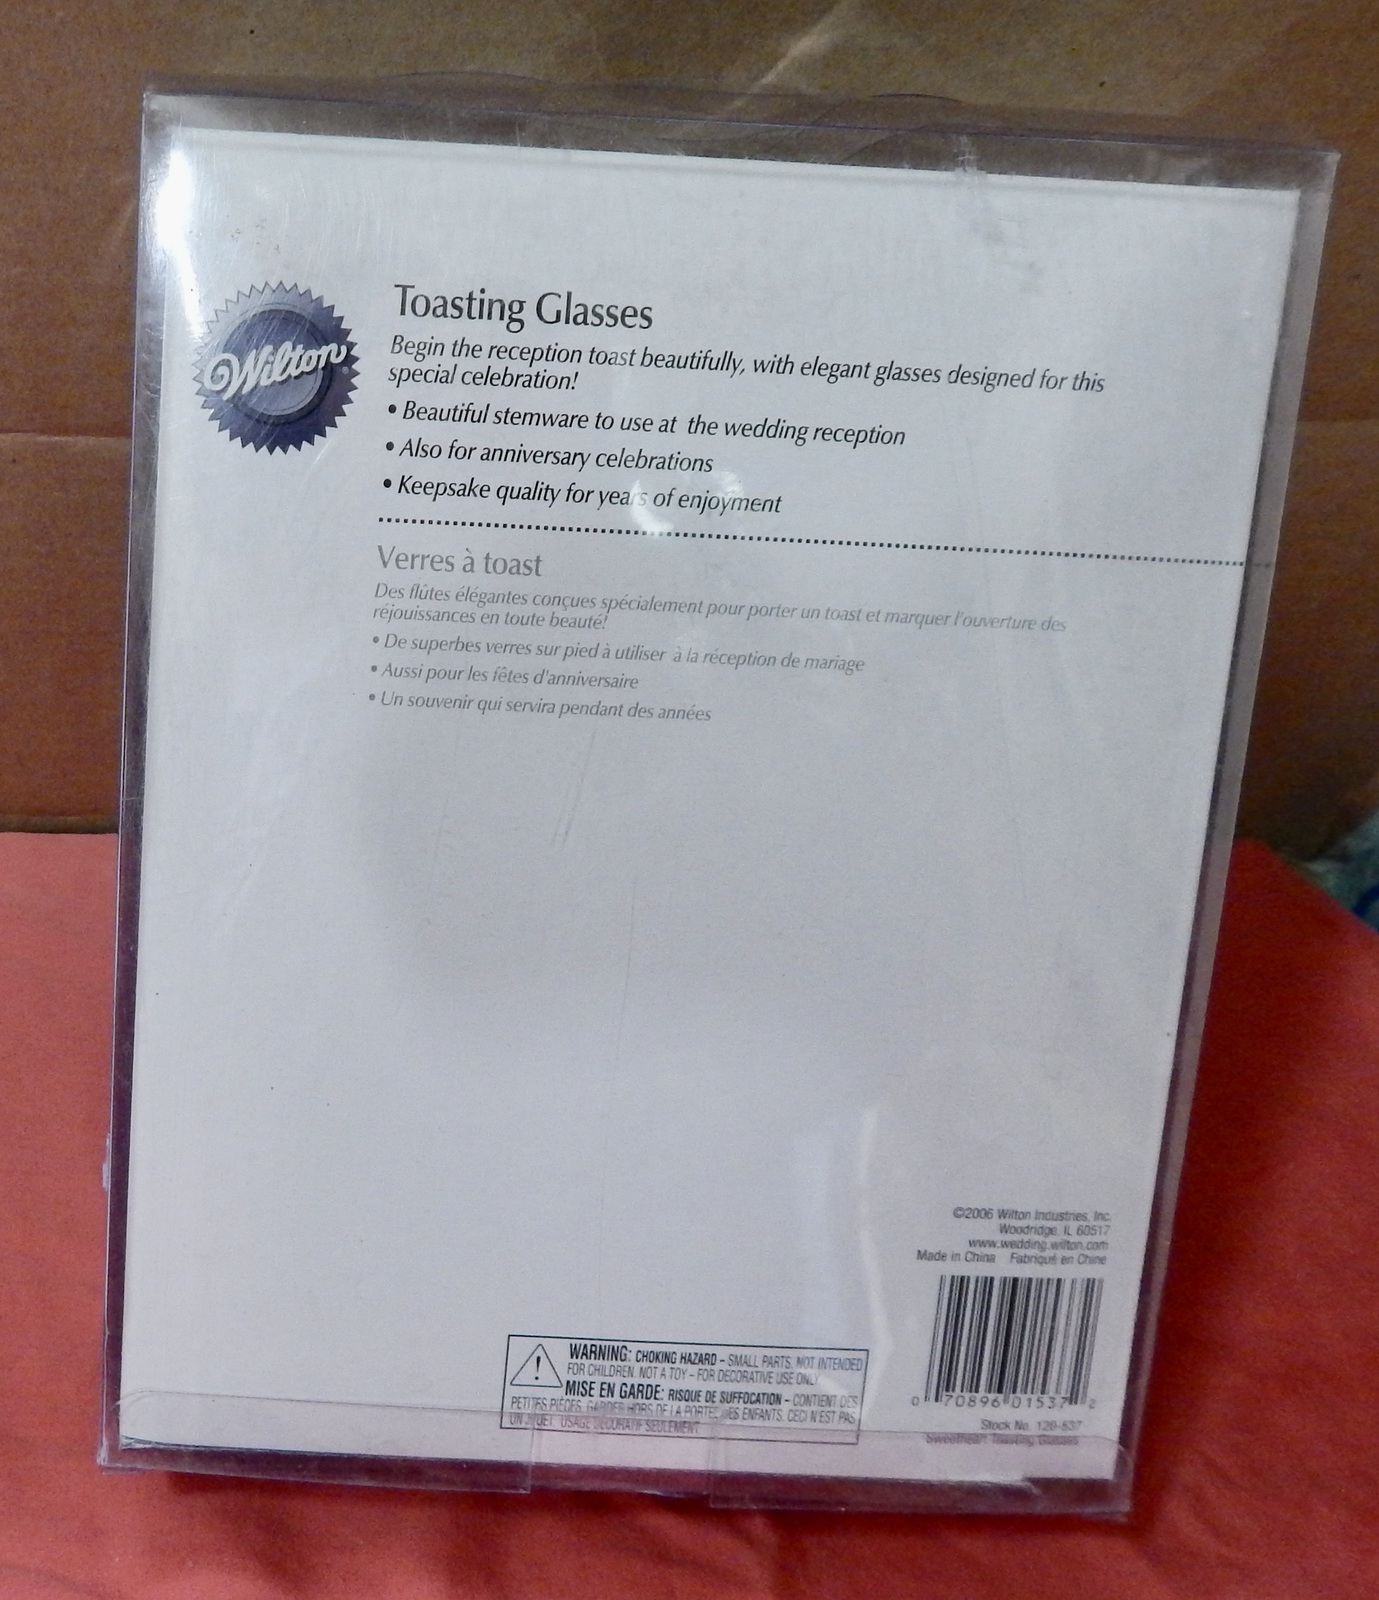 Wilton
Toasting Glasses
Begin the reception toast beautifully, with elegant glasses designed for this
special celebration!
• Beautiful stemware to use at the wedding reception
• Also for anniversary celebrations
• Keepsake quality for years of enjoyment
Verres à toast
Des flûtes élégantes conçues spécialement pour porter un toast et marquer l'ouverture des
réjouissances en toute beauté!
• De superbes verres sur pied à utiliser à la réception de mariage
• Aussi pour les fêtes d'anniversaire
• Un souvenir qui servira pendant des années
©2006 Wilton Industries, Inc.
Woodridge, IL 60517
www.wedding.wilton.com
Made in China Fabriqué en Chine
WARNING: CHOKING HAZARD – SMALL PARTS. NOT INTENDED
FOR CHILDREN. NOT A TOY – FOR DECORATIVE USE ONLY.
MISE EN GARDE: RISQUE DE SUFFOCATION – CONTIENT DES
PETITES PIÈCES. GARDER HORS DE LA PORTÉE DES ENFANTS. CECI N'EST PAS
UN JOUET. USAGE DÉCORATIF SEULEMENT.
0 70896 01537 2
Stock No. 120-537
Sweetheart Toasting Glasses